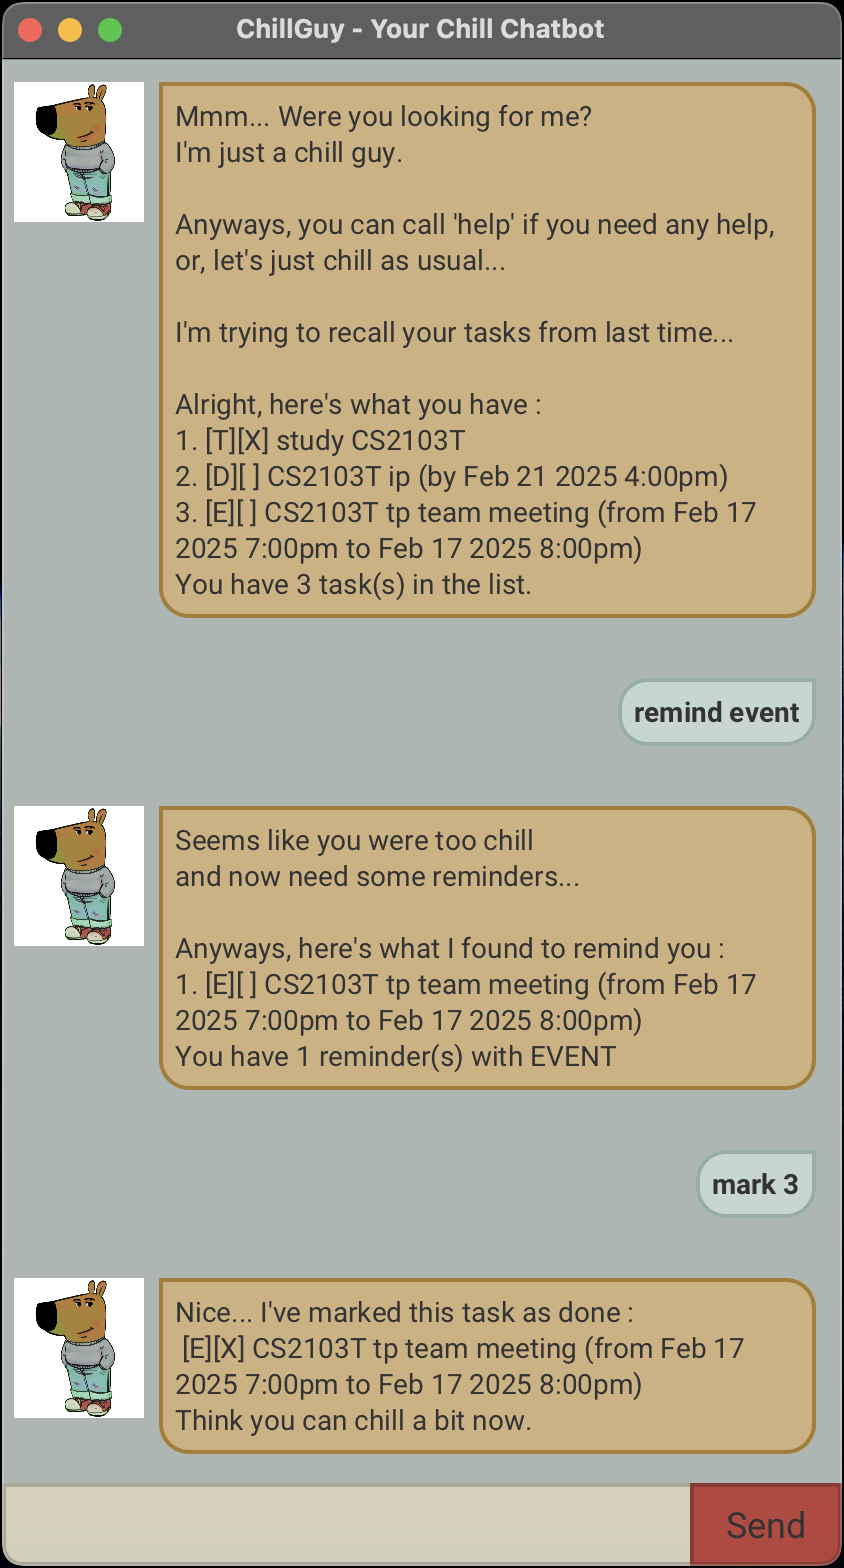 ChillGuy - Your Chill Chatbot
Mmm... Were you looking for me?
I'm just a chill guy.
Anyways, you can call 'help' if you need any help,
or, let's just chill as usual...
I'm trying to recall your tasks from last time...
Alright, here's what you have :
1. [T][X] study CS2103T
2. [D][ ] CS2103T ip (by Feb 21 2025 4:00pm)
3. [E][ ] CS2103T tp team meeting (from Feb 17
2025 7:00pm to Feb 17 2025 8:00pm)
You have 3 task(s) in the list.
remind event
Seems like you were too chill
and now need some reminders...
Anyways, here's what I found to remind you :
1. [E][ ] CS2103T tp team meeting (from Feb 17
2025 7:00pm to Feb 17 2025 8:00pm)
You have 1 reminder(s) with EVENT
mark 3
Nice... I've marked this task as done :
[E][X] CS2103T tp team meeting (from Feb 17
2025 7:00pm to Feb 17 2025 8:00pm)
Think you can chill a bit now.
Send